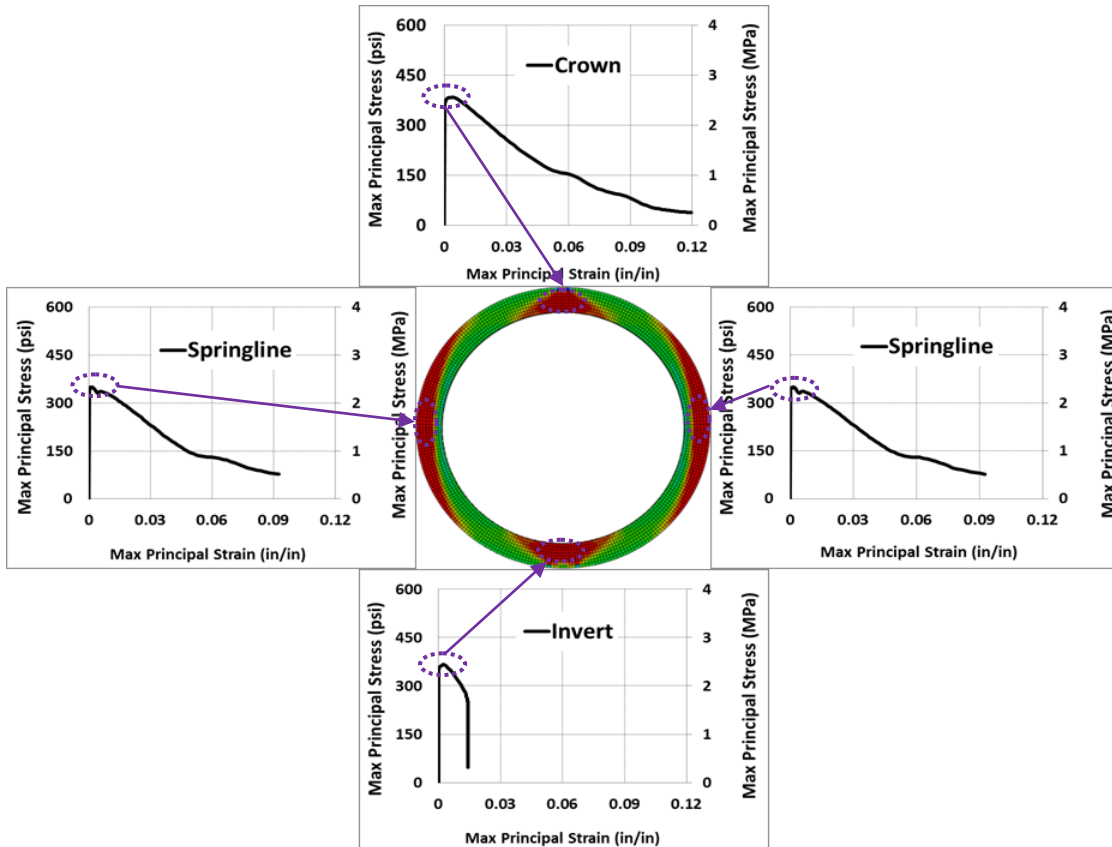 Max Principal Stress (psi)
600
450
300
150
0
Crown
4
3
2
1
0
Max Principal Stress (MPa)
0 0.03 0.06 0.09 0.12
Max Principal Strain (in/in)
Max Principal Stress (psi)
600
450
300
150
0
Springline
4
3
2
1
0
Max Principal Stress (MPa)
0 0.03 0.06 0.09 0.12
Max Principal Strain (in/in)
Max Principal Stress (psi)
600
450
300
150
0
Springline
4
3
2
1
0
Max Principal Stress (MPa)
0 0.03 0.06 0.09 0.12
Max Principal Strain (in/in)
Max Principal Stress (psi)
600
450
300
150
0
Invert
4
3
2
1
0
Max Principal Stress (MPa)
0 0.03 0.06 0.09 0.12
Max Principal Strain (in/in)